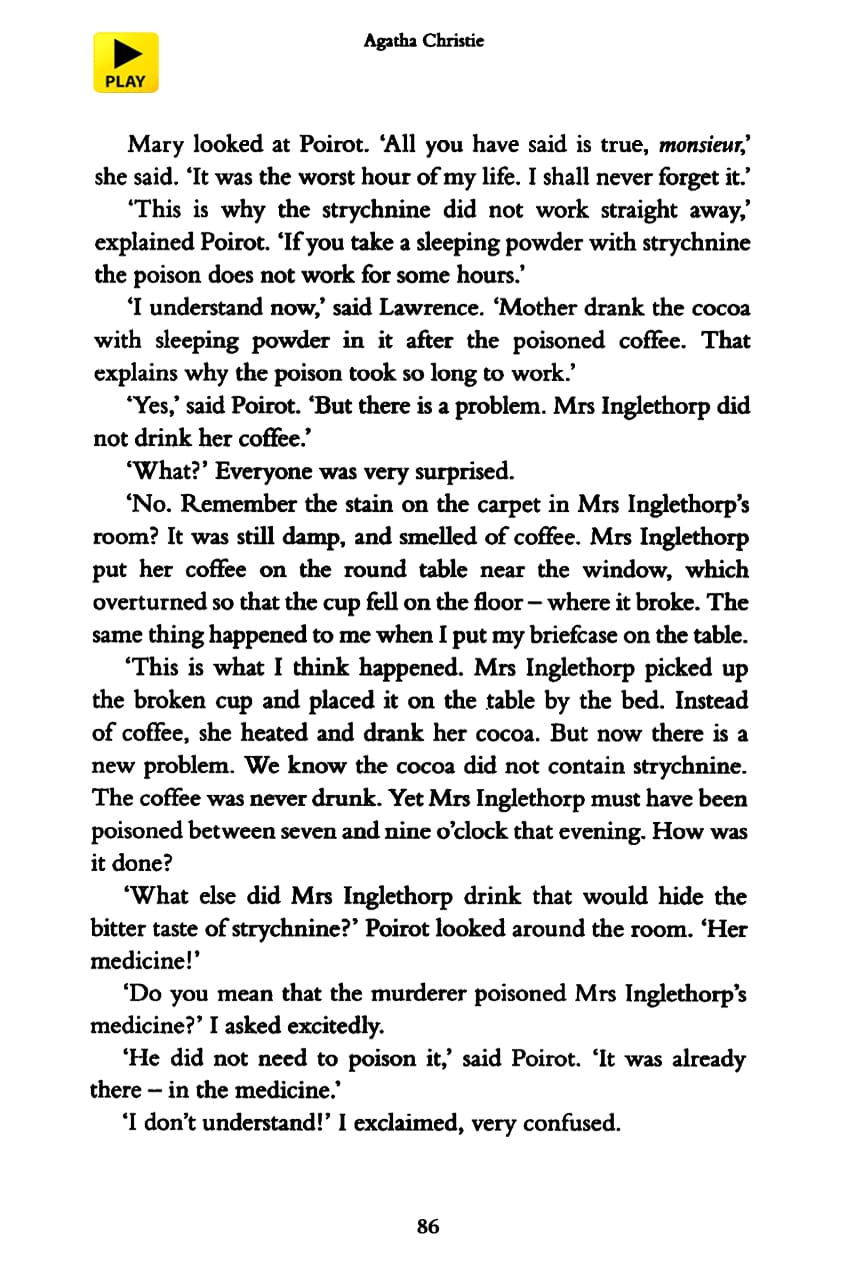 Agatha Christie
PLAY
Mary looked at Poirot. ‘All you have said is true, monsieur,’
she said. ‘It was the worst hour of my life. I shall never forget it.’
‘This is why the strychnine did not work straight away,’
explained Poirot. ‘If you take a sleeping powder with strychnine
the poison does not work for some hours.’
‘I understand now,’ said Lawrence. ‘Mother drank the cocoa
with sleeping powder in it after the poisoned coffee. That
explains why the poison took so long to work.’
‘Yes,’ said Poirot. ‘But there is a problem. Mrs Inglethorp did
not drink her coffee.’
‘What?’ Everyone was very surprised.
‘No. Remember the stain on the carpet in Mrs Inglethorp’s
room? It was still damp, and smelled of coffee. Mrs Inglethorp
put her coffee on the round table near the window, which
overturned so that the cup fell on the floor – where it broke. The
same thing happened to me when I put my briefcase on the table.
‘This is what I think happened. Mrs Inglethorp picked up
the broken cup and placed it on the table by the bed. Instead
of coffee, she heated and drank her cocoa. But now there is a
new problem. We know the cocoa did not contain strychnine.
The coffee was never drunk. Yet Mrs Inglethorp must have been
poisoned between seven and nine o’clock that evening. How was
it done?
‘What else did Mrs Inglethorp drink that would hide the
bitter taste of strychnine?’ Poirot looked around the room. ‘Her
medicine!’
‘Do you mean that the murderer poisoned Mrs Inglethorp’s
medicine?’ I asked excitedly.
‘He did not need to poison it,’ said Poirot. ‘It was already
there – in the medicine.’
‘I don’t understand!’ I exclaimed, very confused.
86